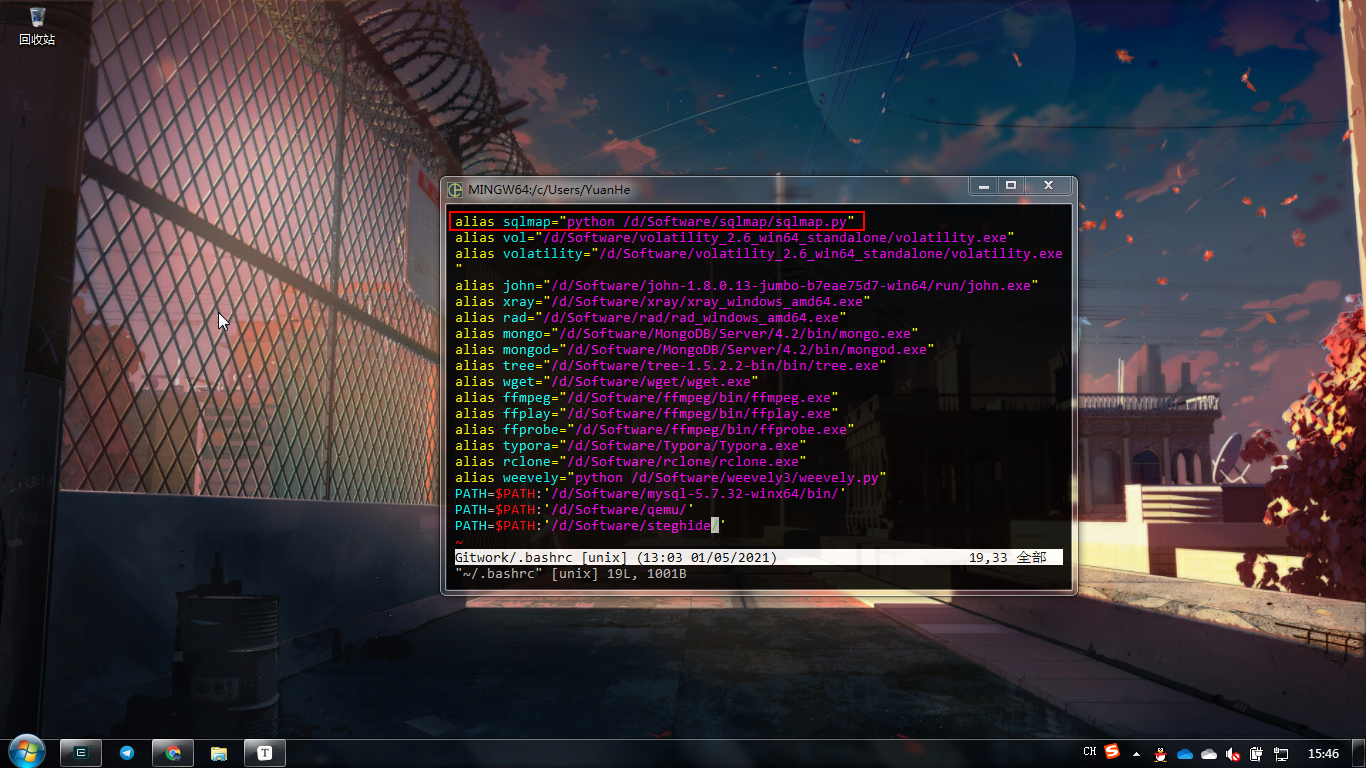 回收站
MINGW64:/c/Users/YuanHe
alias sqlmap="python /d/Software/sqlmap/sqlmap.py"
alias vol="/d/Software/volatility_2.6_win64_standalone/volatility.exe"
alias volatility="/d/Software/volatility_2.6_win64_standalone/volatility.exe
"
alias john="/d/Software/john-1.8.0.13-jumbo-b7eae75d7-win64/run/john.exe"
alias xray="/d/Software/xray/xray_windows_amd64.exe"
alias rad="/d/Software/rad/rad_windows_amd64.exe"
alias mongo="/d/Software/MongoDB/Server/4.2/bin/mongo.exe"
alias mongod="/d/Software/MongoDB/Server/4.2/bin/mongod.exe"
alias tree="/d/Software/tree-1.5.2.2-bin/bin/tree.exe"
alias wget="/d/Software/wget/wget.exe"
alias ffmpeg="/d/Software/ffmpeg/bin/ffmpeg.exe"
alias ffplay="/d/Software/ffmpeg/bin/ffplay.exe"
alias ffprobe="/d/Software/ffmpeg/bin/ffprobe.exe"
alias typora="/d/Software/Typora/Typora.exe"
alias rclone="/d/Software/rclone/rclone.exe"
alias weevely="python /d/Software/weevely3/weevely.py"
PATH=$PATH:'/d/Software/mysql-5.7.32-winx64/bin/'
PATH=$PATH:'/d/Software/qemu/'
PATH=$PATH:'/d/Software/steghide/'
~
Gitwork/.bashrc [unix] (13:03 01/05/2021) 19,33 全部
"~/.bashrc" [unix] 19L, 1001B
CH
15:46